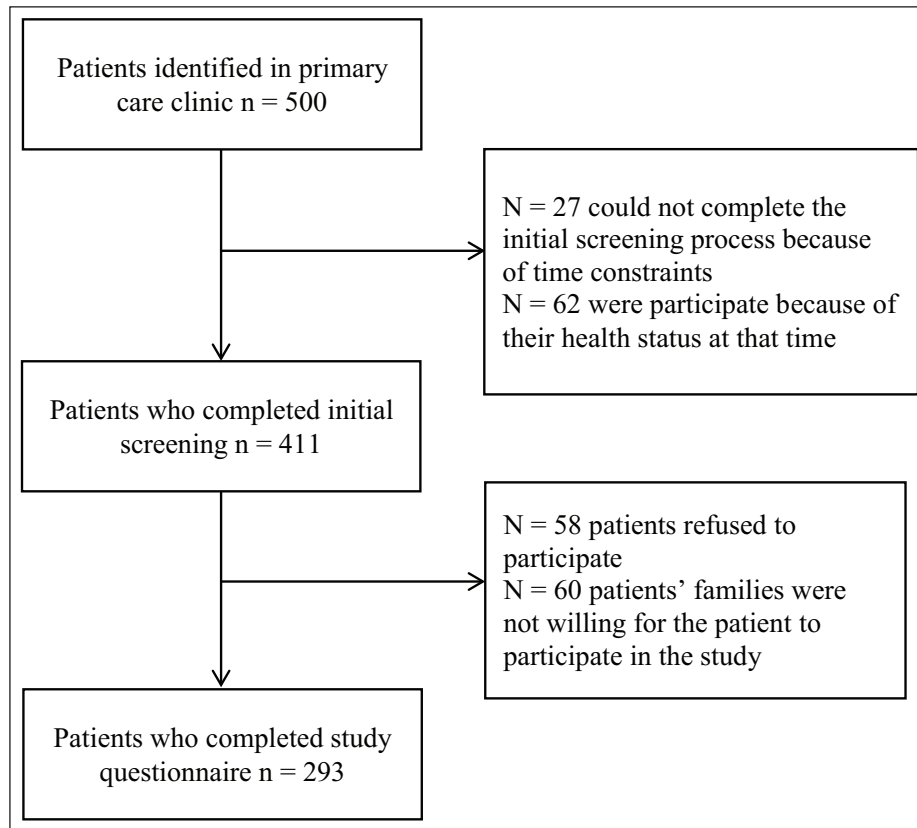 Patients identified in primary
care clinic n = 500
N = 27 could not complete the
initial screening process because
of time constraints
N = 62 were participate because of
their health status at that time
Patients who completed initial
screening n = 411
N = 58 patients refused to
participate
N = 60 patients’ families were
not willing for the patient to
participate in the study
Patients who completed study
questionnaire n = 293